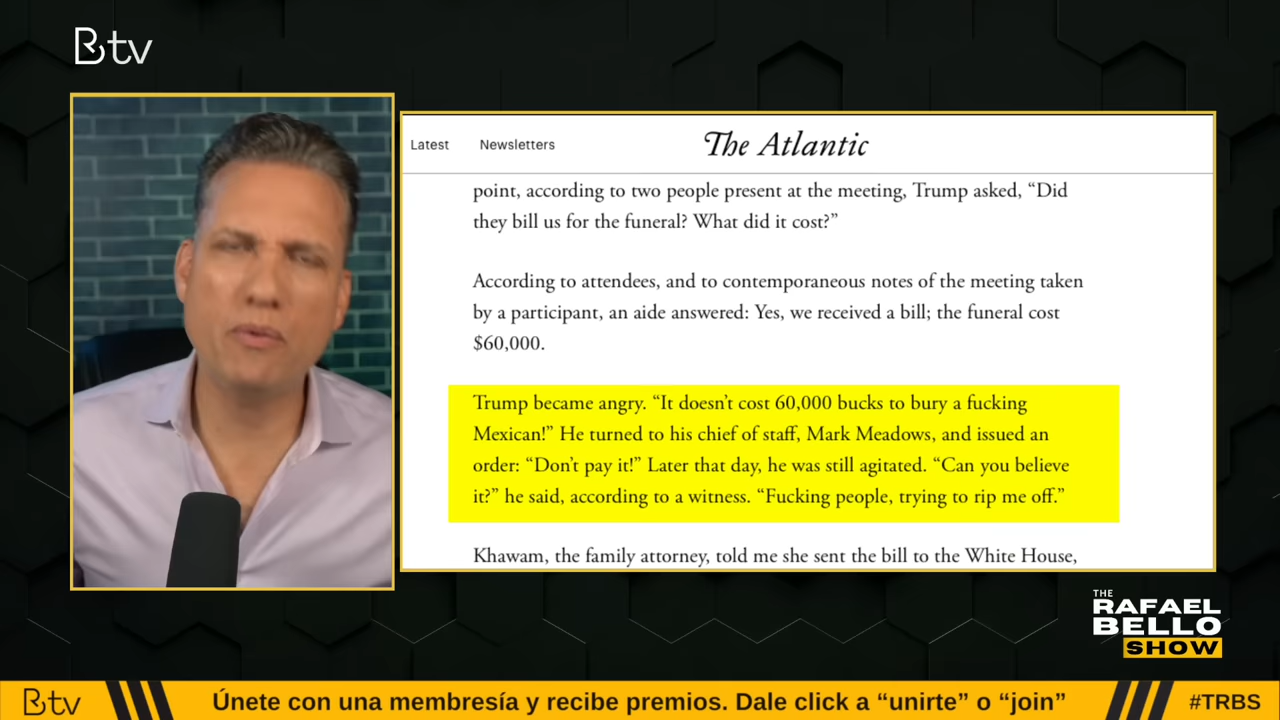 Btv
Latest Newsletters The Atlantic
point, according to two people present at the meeting, Trump asked, “Did
they bill us for the funeral? What did it cost?”
According to attendees, and to contemporaneous notes of the meeting taken
by a participant, an aide answered: Yes, we received a bill; the funeral cost
$60,000.
Trump became angry. “It doesn’t cost 60,000 bucks to bury a fucking
Mexican!” He turned to his chief of staff, Mark Meadows, and issued an
order: “Don’t pay it!” Later that day, he was still agitated. “Can you believe
it?” he said, according to a witness. “Fucking people, trying to rip me off.”
Khawam, the family attorney, told me she sent the bill to the White House,
THE
RAFAEL
BELLO
SHOW
Btv Únete con una membresía y recibe premios. Dale click a “unirte” o “join” #TRBS